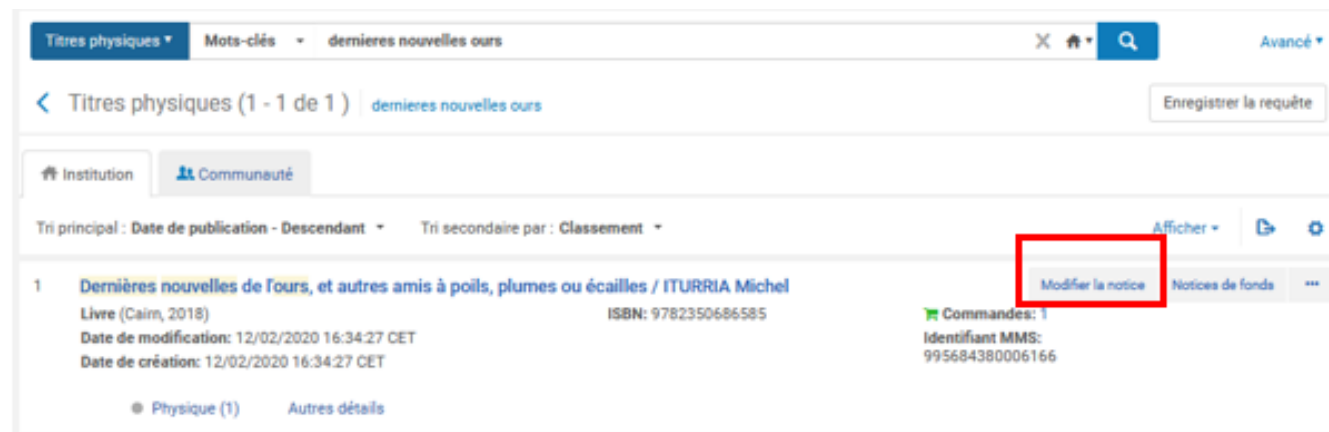 Titres physiques Mots-clés dernieres nouvelles ours Avancé
Titres physiques (1 - 1 de 1 ) dernieres nouvelles ours Enregistrer la requête
Institution Communauté
Tri principal : Date de publication - Descendant Tri secondaire par : Classement Afficher
1 Dernières nouvelles de l'ours, et autres amis à poils, plumes ou écailles / ITURRIA Michel Modifier la notice Notices de fonds ...
Livre (Cairn, 2018) ISBN: 9782350686585 Commandes: 1
Date de modification: 12/02/2020 16:34:27 CET Identifiant MMS:
Date de création: 12/02/2020 16:34:27 CET 995684380006166
Physique (1) Autres détails